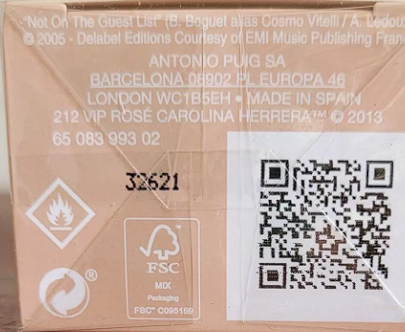 "Not On The Guest List" (B. Boguet alias Cosmo Vitelli / A. Ledoux
© 2005 - Delabel Editions Courtesy of EMI Music Publishing Fran
ANTONIO PUIG SA
BARCELONA 08902 PL EUROPA 46
LONDON WC1B5EH • MADE IN SPAIN
212 VIP ROSÉ CAROLINA HERRERA™ © 2013
65 083 993 02
32621
FSC
MIX
Packaging
FSC™ C095159
®